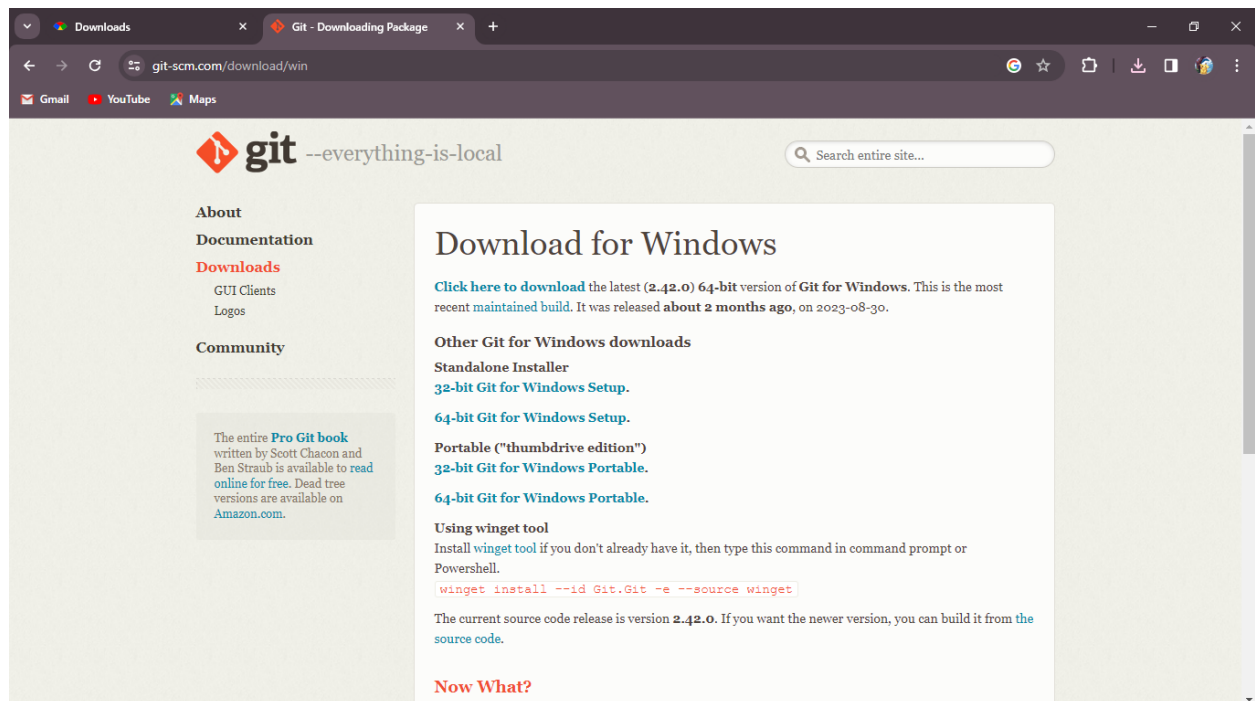 Downloads
Git - Downloading Package
git-scm.com/download/win
Gmail
YouTube
Maps
git --everything-is-local
Search entire site...
About
Documentation
Downloads
GUI Clients
Logos
Community
The entire Pro Git book
written by Scott Chacon and
Ben Straub is available to read
online for free. Dead tree
versions are available on
Amazon.com.
Download for Windows
Click here to download the latest (2.42.0) 64-bit version of Git for Windows. This is the most
recent maintained build. It was released about 2 months ago, on 2023-08-30.
Other Git for Windows downloads
Standalone Installer
32-bit Git for Windows Setup.
64-bit Git for Windows Setup.
Portable ("thumbdrive edition")
32-bit Git for Windows Portable.
64-bit Git for Windows Portable.
Using winget tool
Install winget tool if you don't already have it, then type this command in command prompt or
Powershell.
winget install --id Git.Git -e --source winget
The current source code release is version 2.42.0. If you want the newer version, you can build it from the
source code.
Now What?